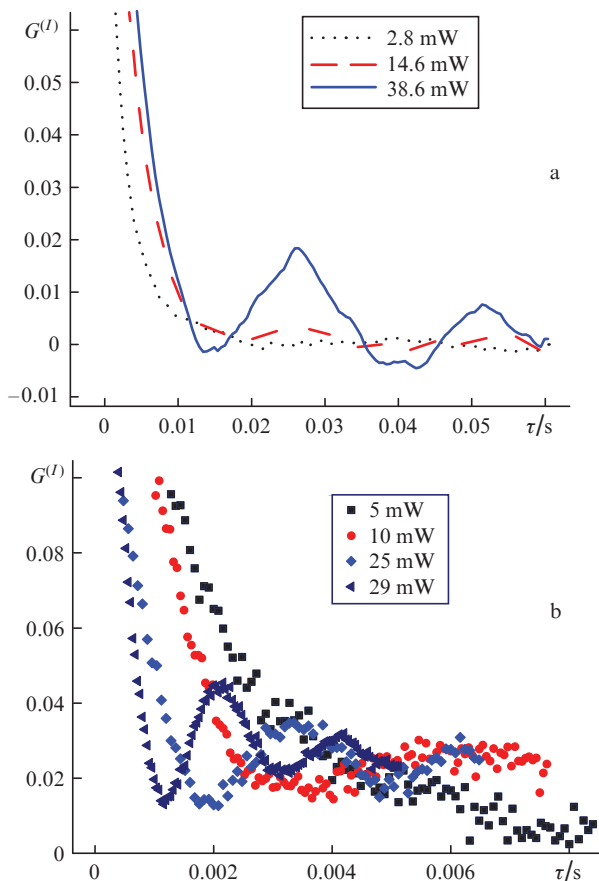 G(I)
0.05
0.04
0.03
0.02
0.01
0
−0.01
2.8 mW
14.6 mW
38.6 mW
a
0 0.01 0.02 0.03 0.04 0.05 τ/s
G(I)
0.08
0.06
0.04
0.02
0
5 mW
10 mW
25 mW
29 mW
b
0 0.002 0.004 0.006 τ/s